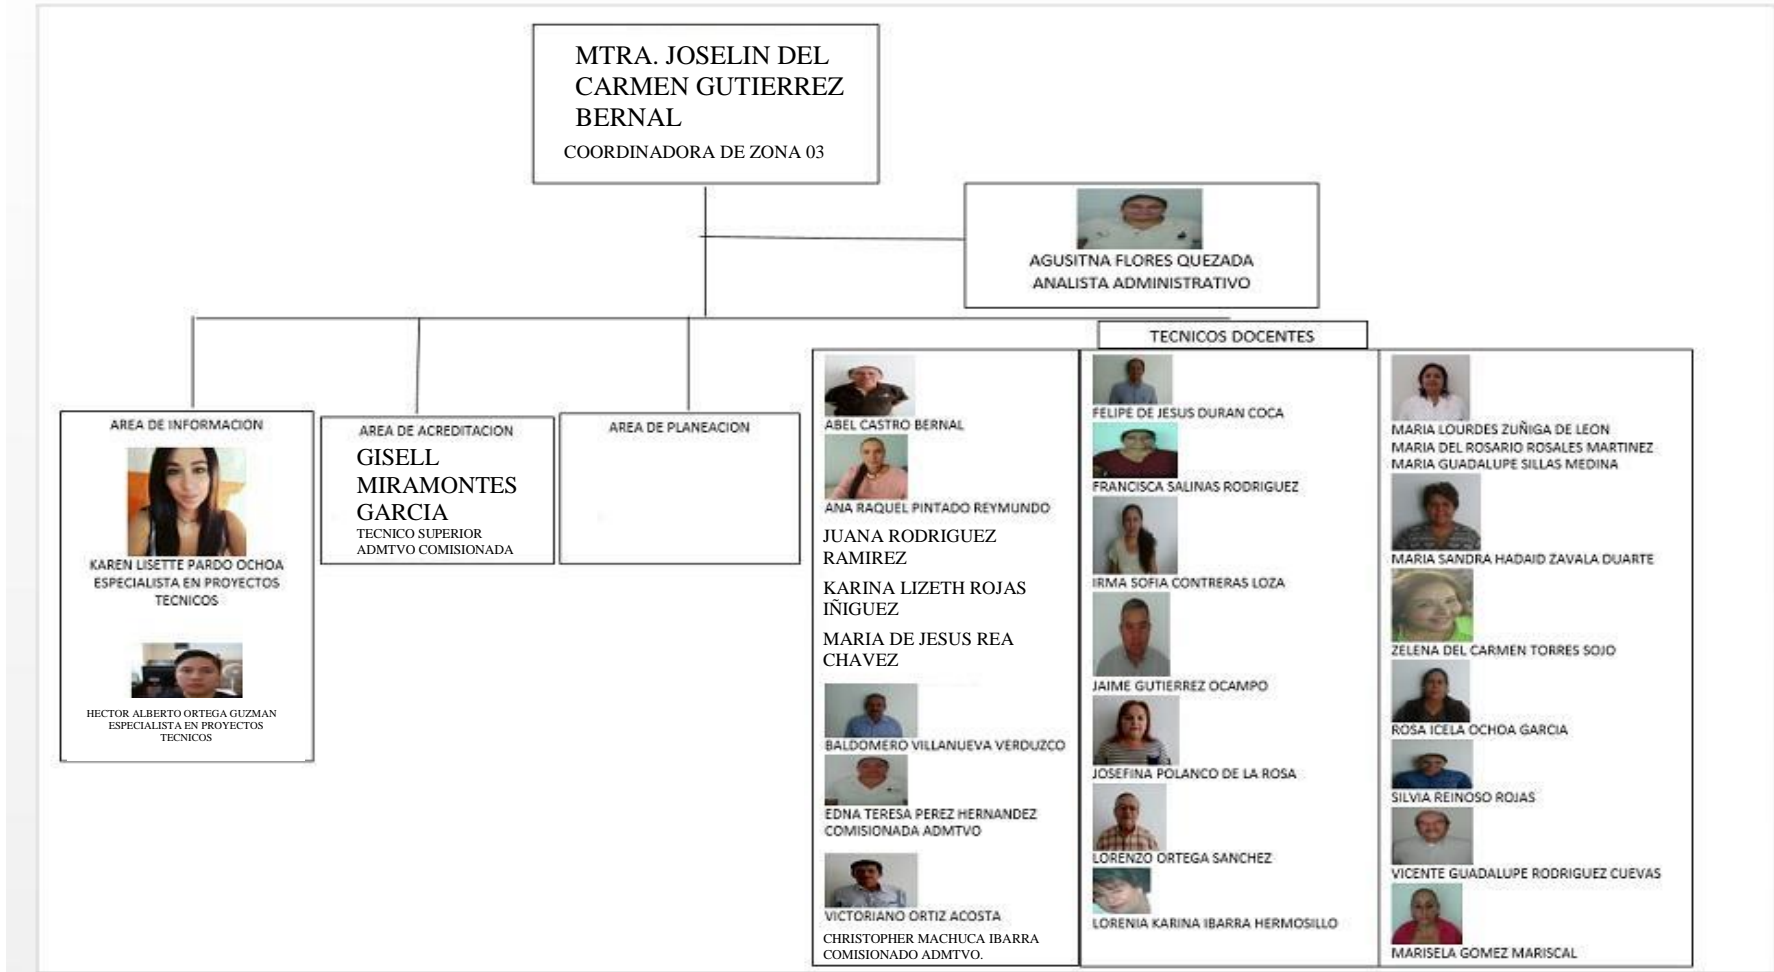 MTRA. JOSELIN DEL
CARMEN GUTIERREZ
BERNAL
COORDINADORA DE ZONA 03
AGUSITNA FLORES QUEZADA
ANALISTA ADMINISTRATIVO
AREA DE INFORMACION
KAREN LISETTE PARDO OCHOA
ESPECIALISTA EN PROYECTOS
TECNICOS
HECTOR ALBERTO ORTEGA GUZMAN
ESPECIALISTA EN PROYECTOS
TECNICOS
AREA DE ACREDITACION
GISELL
MIRAMONTES
GARCIA
TECNICO SUPERIOR
ADMTVO COMISIONADA
AREA DE PLANEACION
TECNICOS DOCENTES
ABEL CASTRO BERNAL
ANA RAQUEL PINTADO REYMUNDO
JUANA RODRIGUEZ
RAMIREZ
KARINA LIZETH ROJAS
IÑIGUEZ
MARIA DE JESUS REA
CHAVEZ
BALDOMERO VILLANUEVA VERDUZCO
EDNA TERESA PEREZ HERNANDEZ
COMISIONADA ADMTVO
VICTORIANO ORTIZ ACOSTA
CHRISTOPHER MACHUCA IBARRA
COMISIONADO ADMTVO.
FELIPE DE JESUS DURAN COCA
FRANCISCA SALINAS RODRIGUEZ
IRMA SOFIA CONTRERAS LOZA
JAIME GUTIERREZ OCAMPO
JOSEFINA POLANCO DE LA ROSA
LORENZO ORTEGA SANCHEZ
LORENIA KARINA IBARRA HERMOSILLO
MARIA LOURDES ZUÑIGA DE LEON
MARIA DEL ROSARIO ROSALES MARTINEZ
MARIA GUADALUPE SILLAS MEDINA
MARIA SANDRA HADAID ZAVALA DUARTE
ZELENA DEL CARMEN TORRES SOJO
ROSA ICELA OCHOA GARCIA
SILVIA REINOSO ROJAS
VICENTE GUADALUPE RODRIGUEZ CUEVAS
MARISELA GOMEZ MARISCAL